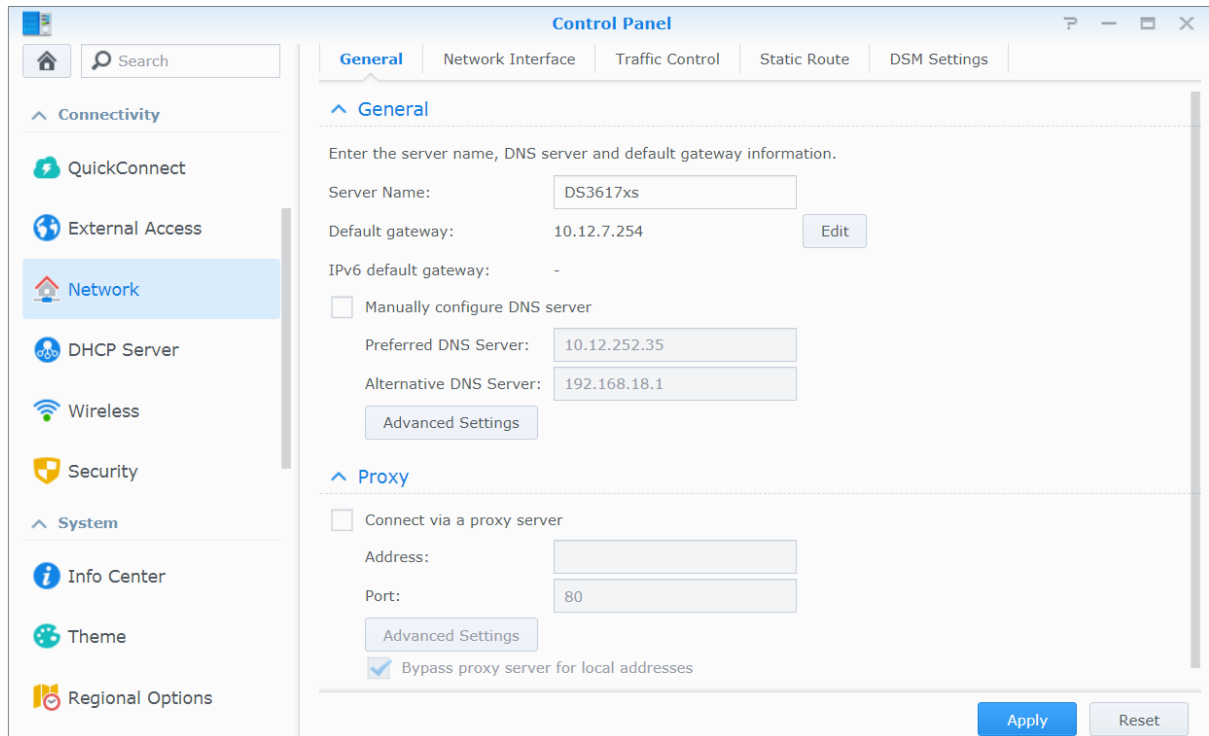 Control Panel
Search
Connectivity
QuickConnect
External Access
Network
DHCP Server
Wireless
Security
System
Info Center
Theme
Regional Options
General
Network Interface
Traffic Control
Static Route
DSM Settings
General
Enter the server name, DNS server and default gateway information.
Server Name: DS3617xs
Default gateway: 10.12.7.254 Edit
IPv6 default gateway: -
Manually configure DNS server
Preferred DNS Server: 10.12.252.35
Alternative DNS Server: 192.168.18.1
Advanced Settings
Proxy
Connect via a proxy server
Address:
Port: 80
Advanced Settings
Bypass proxy server for local addresses
Apply Reset